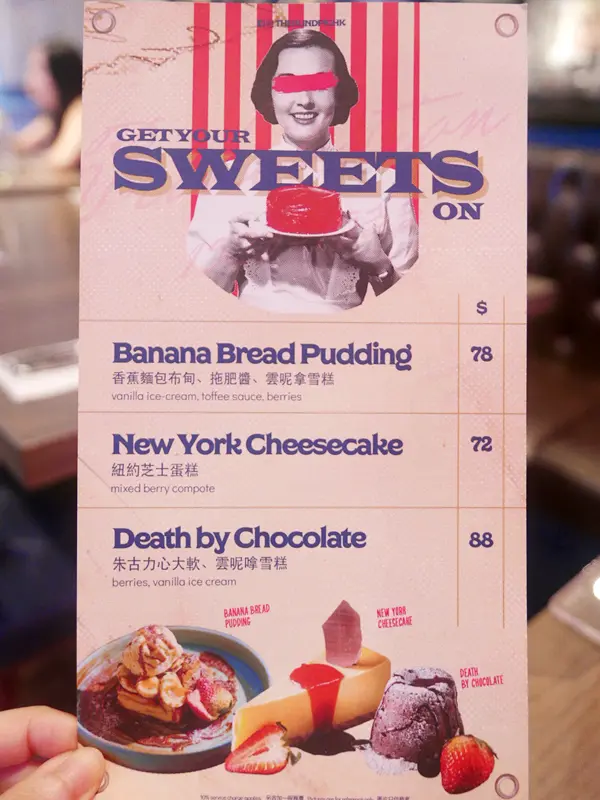 GET YOUR
SWEETS
ON
$
Banana Bread Pudding
78
香蕉麵包布甸、拖肥醬、雲呢拿雪糕
vanilla ice-cream, toffee sauce, berries
New York Cheesecake
72
紐約芝士蛋糕
mixed berry compote
Death by Chocolate
88
朱古力心大軟、雲呢嗱雪糕
berries, vanilla ice cream
BANANA BREAD
PUDDING
NEW YORK
CHEESECAKE
DEATH
BY CHOCOLATE